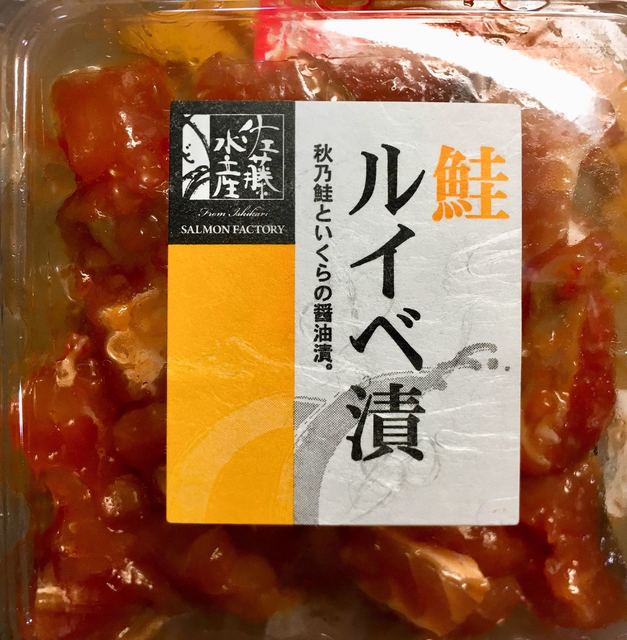 鮭
ルイベ漬
秋乃鮭といくらの醤油漬。
佐藤
水産
From Ishikari
SALMON FACTORY